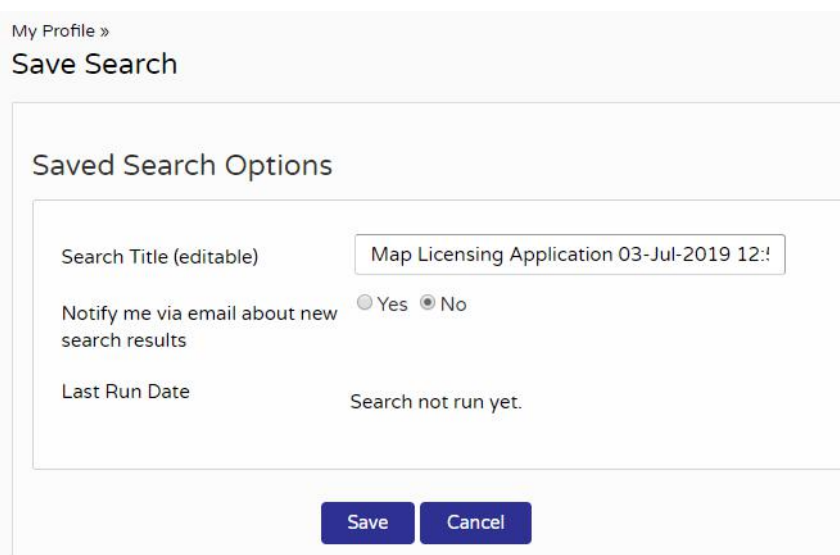 My Profile »
Save Search
Saved Search Options
Search Title (editable)
Map Licensing Application 03-Jul-2019 12:
Notify me via email about new
search results
Yes No
Last Run Date
Search not run yet.
Save Cancel